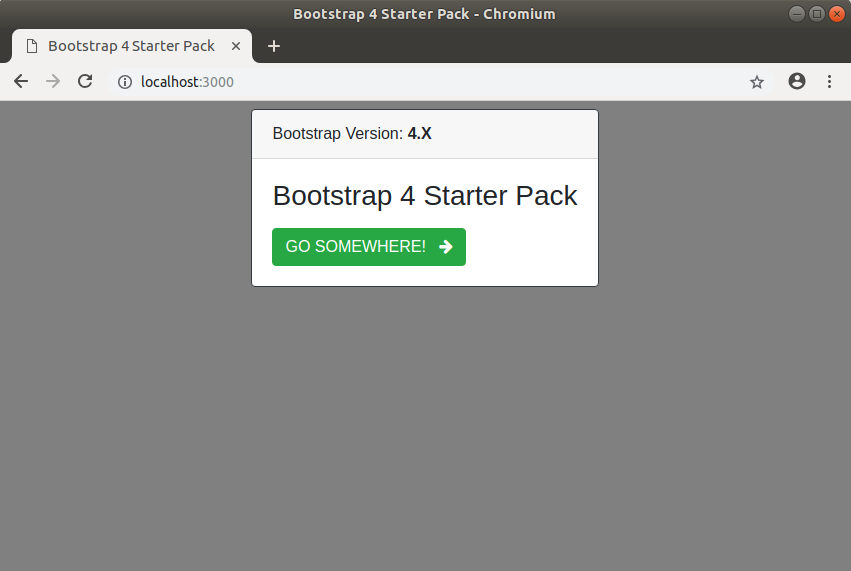 Bootstrap 4 Starter Pack - Chromium
Bootstrap 4 Starter Pack
localhost:3000
Bootstrap Version: 4.X
Bootstrap 4 Starter Pack
GO SOMEWHERE!